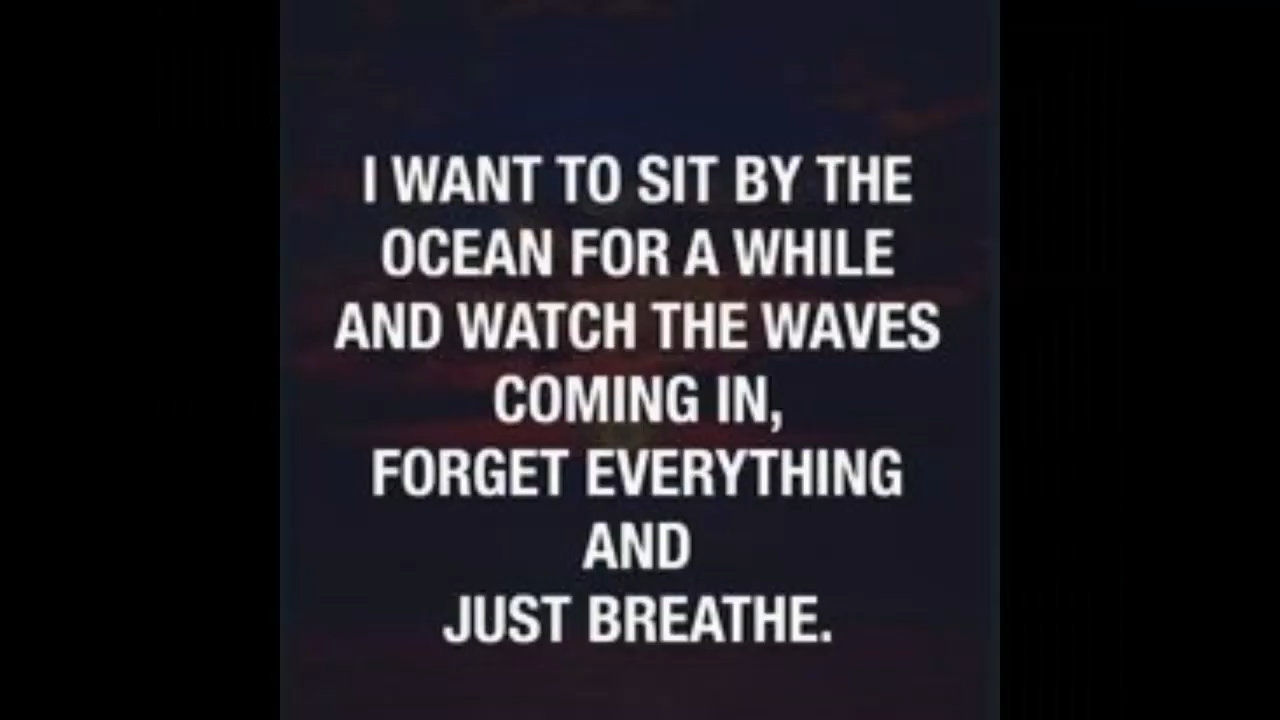 I WANT TO SIT BY THE
OCEAN FOR A WHILE
AND WATCH THE WAVES
COMING IN,
FORGET EVERYTHING
AND
JUST BREATHE.